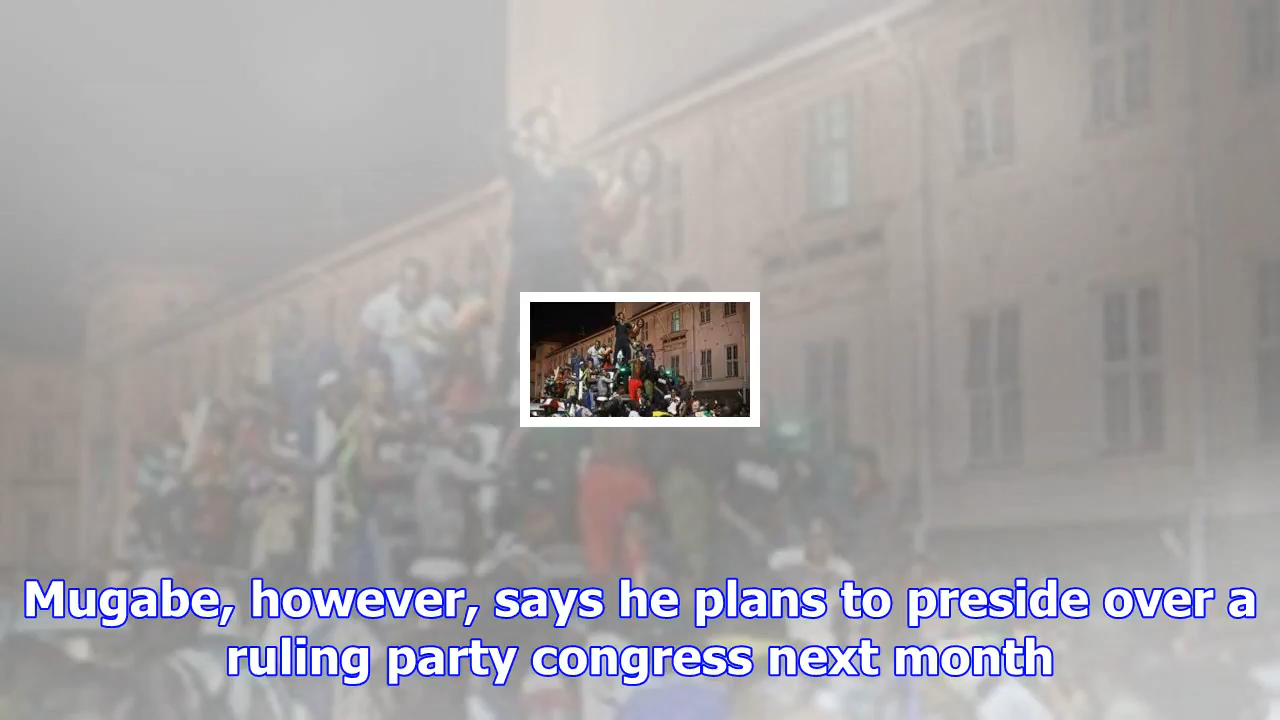 Mugabe, however, says he plans to preside over a
ruling party congress next month